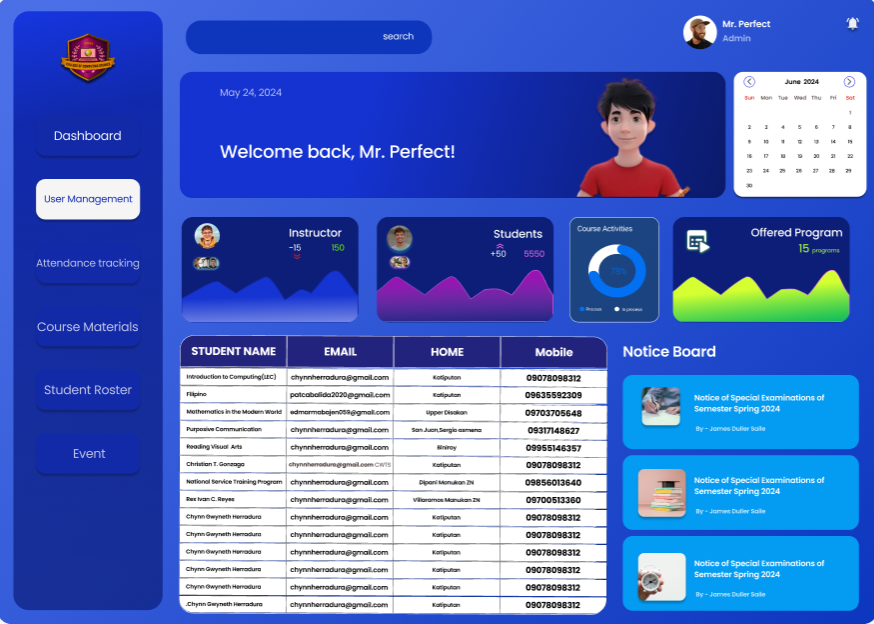 COLLEGE OF COMPUTING STUDIES
Dashboard
User Management
Attendance tracking
Course Materials
Student Roster
Event
search
Mr. Perfect
Admin
May 24, 2024
Welcome back, Mr. Perfect!
June 2024
Sun Mon Tue Wed Thu Fri Sat
1
2 3 4 5 6 7 8
9 10 11 12 13 14 15
16 17 18 19 20 21 22
23 24 25 26 27 28 29
30
Instructor
-15 150
Students
+50 5550
Course Activities
75%
Process In process
Offered Program
15 programs
STUDENT NAME EMAIL HOME Mobile
Introduction to Computing(LEC) chynnherradura@gmail.com Katiputan 09078098312
Filipino patcabalida2020@gmail.com Katiputan 09635592309
Mathematics in the Modern World edmarmabajen059@gmail.com Upper Disakan 09703705648
Purposive Communication chynnherradura@gmail.com San Juan,Sergio osmena 09317148627
Reading Visual Arts chynnherradura@gmail.com Biniray 09955146357
Christian T. Gonzaga chynnherradura@gmail.com CWTS Katiputan 09078098312
National Service Training Program chynnherradura@gmail.com Dipani Manukan ZN 09856013640
Res Ivan C. Reyes chynnherradura@gmail.com Villaramos Manukan ZN 09700513360
Chynn Gwyneth Herradura chynnherradura@gmail.com Katiputan 09078098312
Chynn Gwyneth Herradura chynnherradura@gmail.com Katiputan 09078098312
Chynn Gwyneth Herradura chynnherradura@gmail.com Katiputan 09078098312
Chynn Gwyneth Herradura chynnherradura@gmail.com Katiputan 09078098312
Chynn Gwyneth Herradura chynnherradura@gmail.com Katiputan 09078098312
.Chynn Gwyneth Herradura chynnherradura@gmail.com Katiputan 09078098312
Notice Board
Notice of Special Examinations of
Semester Spring 2024
By - James Duller Saile
Notice of Special Examinations of
Semester Spring 2024
By - James Duller Saile
Notice of Special Examinations of
Semester Spring 2024
By - James Duller Saile